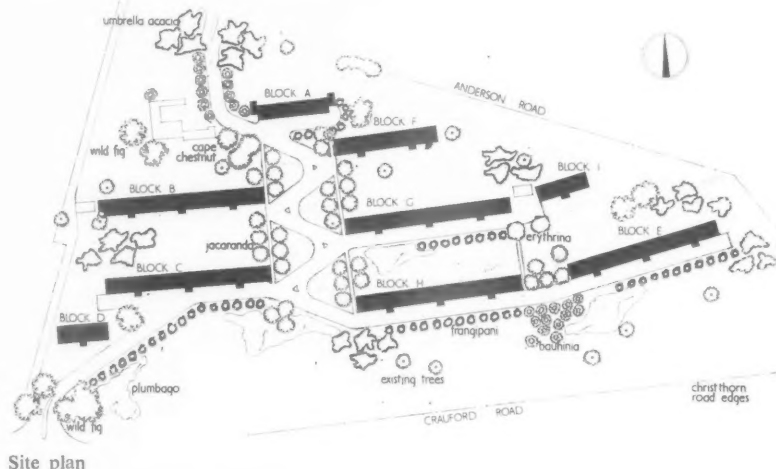 umbrella acacia
BLOCK A
ANDERSON ROAD
BLOCK F
wild fig
cape
chestnut
BLOCK I
BLOCK B
BLOCK G
erythrina
BLOCK E
jacaranda
BLOCK C
BLOCK H
BLOCK D
frangipani
bauhinia
plumbago
existing trees
christthorn
road edges
wild fig
CRAUFORD ROAD
Site plan